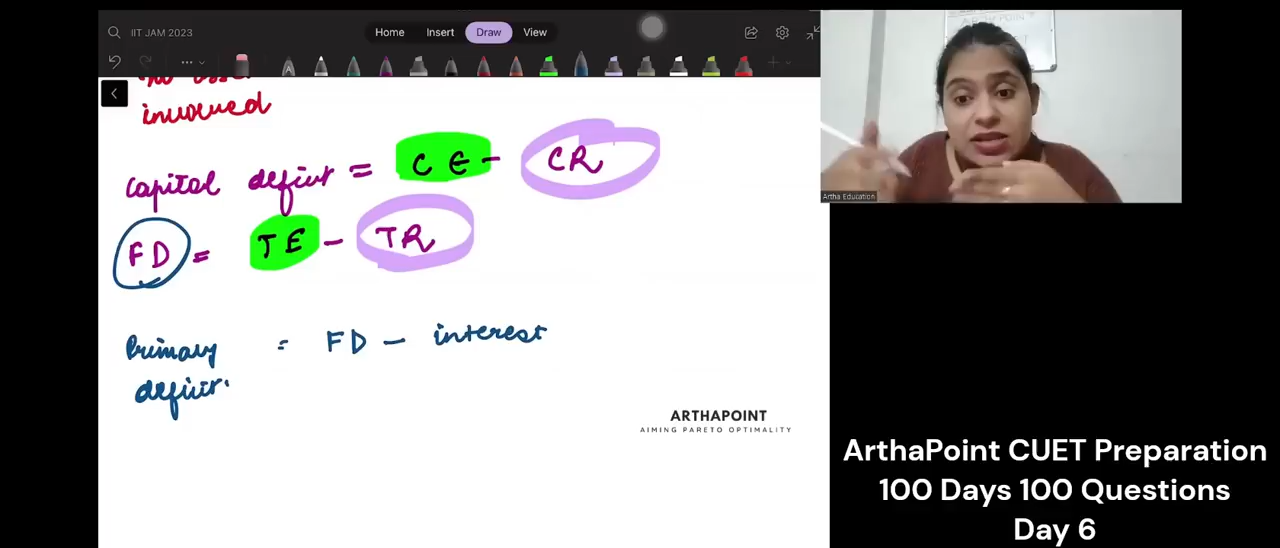 IIT JAM 2023
Home Insert Draw View
involved
Capital deficit = CE - CR
FD = TE - TR
Primary = FD - interest
deficit
ARTHAPOINT
AIMING PARETO OPTIMALITY
Artha Education
ArthaPoint CUET Preparation
100 Days 100 Questions
Day 6